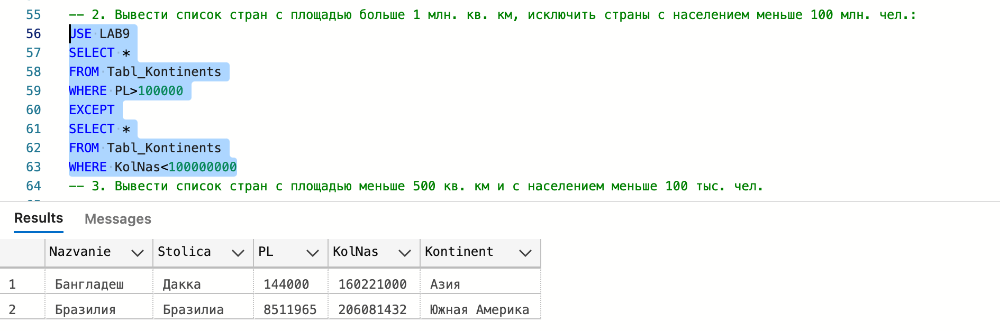 55 -- 2. Вывести список стран с площадью больше 1 млн. кв. км, исключить страны с населением меньше 100 млн. чел.:
56 USE LAB9
57 SELECT *
58 FROM Tabl_Kontinents
59 WHERE PL>100000
60 EXCEPT
61 SELECT *
62 FROM Tabl_Kontinents
63 WHERE KolNas<100000000
64 -- 3. Вывести список стран с площадью меньше 500 кв. км и с населением меньше 100 тыс. чел.
Results Messages
Nazvanie Stolica PL KolNas Kontinent
1 Бангладеш Дакка 144000 160221000 Азия
2 Бразилия Бразилиа 8511965 206081432 Южная Америка